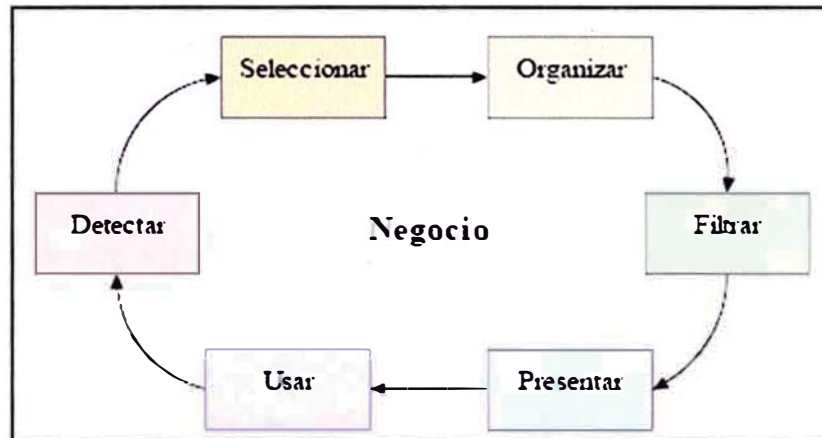 Seleccionar
Organizar
Detectar
Negocio
Filtrar
Usar
Presentar